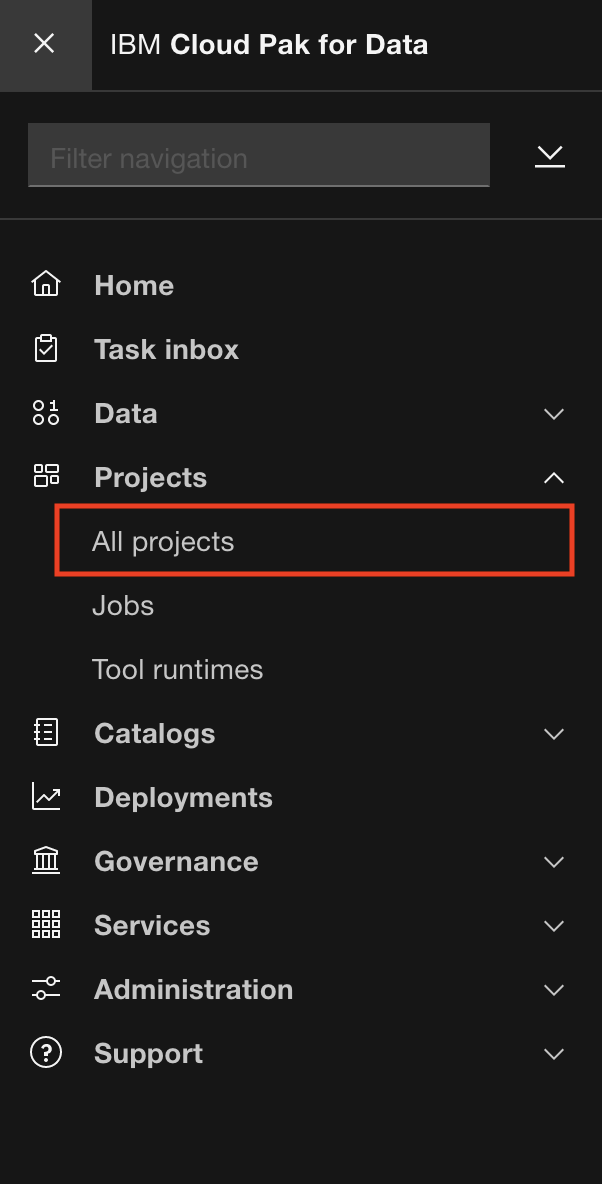 IBM Cloud Pak for Data
Filter navigation
Home
Task inbox
Data
Projects
All projects
Jobs
Tool runtimes
Catalogs
Deployments
Governance
Services
Administration
Support